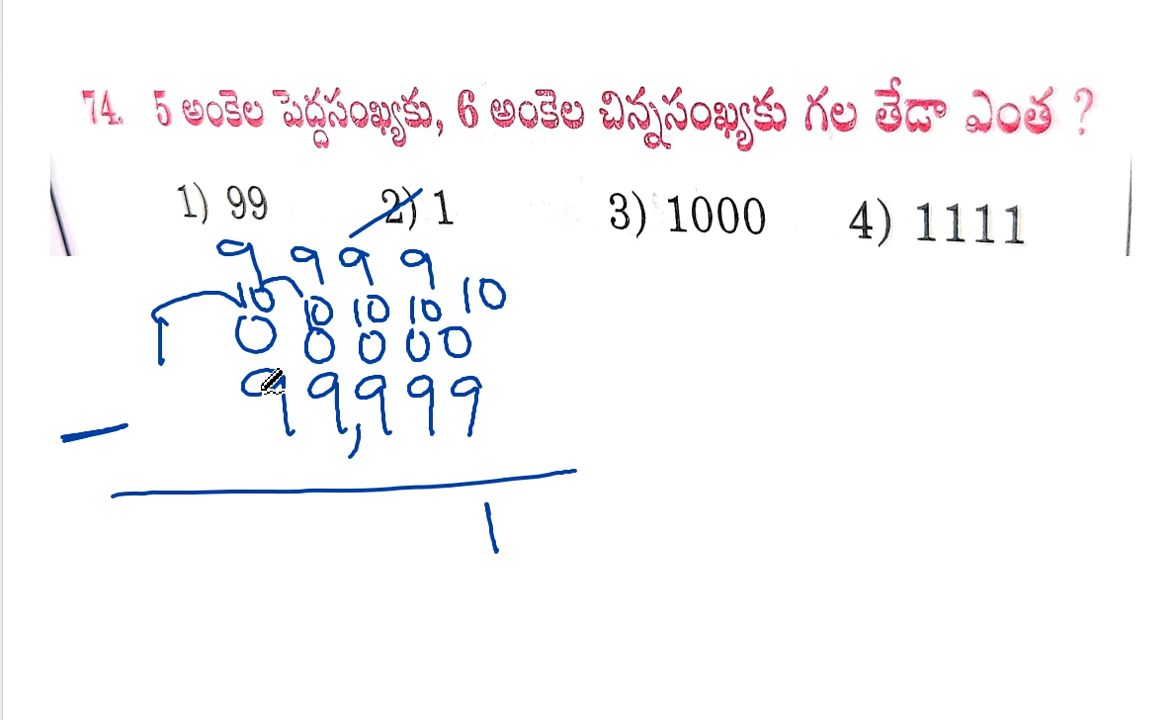 74. 5 అంకెల పెద్దసంఖ్యకు, 6 అంకెల చిన్నసంఖ్యకు గల తేడా ఎంత ?
1) 99 2) 1 3) 1000 4) 1111
9 9 9 9
10 10 10 10 10
1 0 0 0 0 0
- 99,999
1